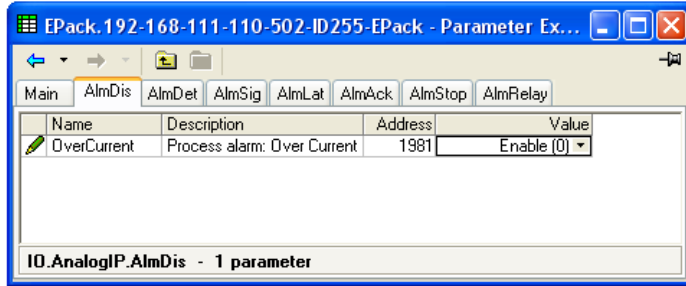 EPack.192-168-111-110-502-ID255-EPack - Parameter Ex...
Main AlmDis AlmDet AlmSig AlmLat AlmAck AlmStop AlmRelay
Name Description Address Value
OverCurrent Process alarm: Over Current 1981 Enable (0)
IO.AnalogIP.AlmDis - 1 parameter